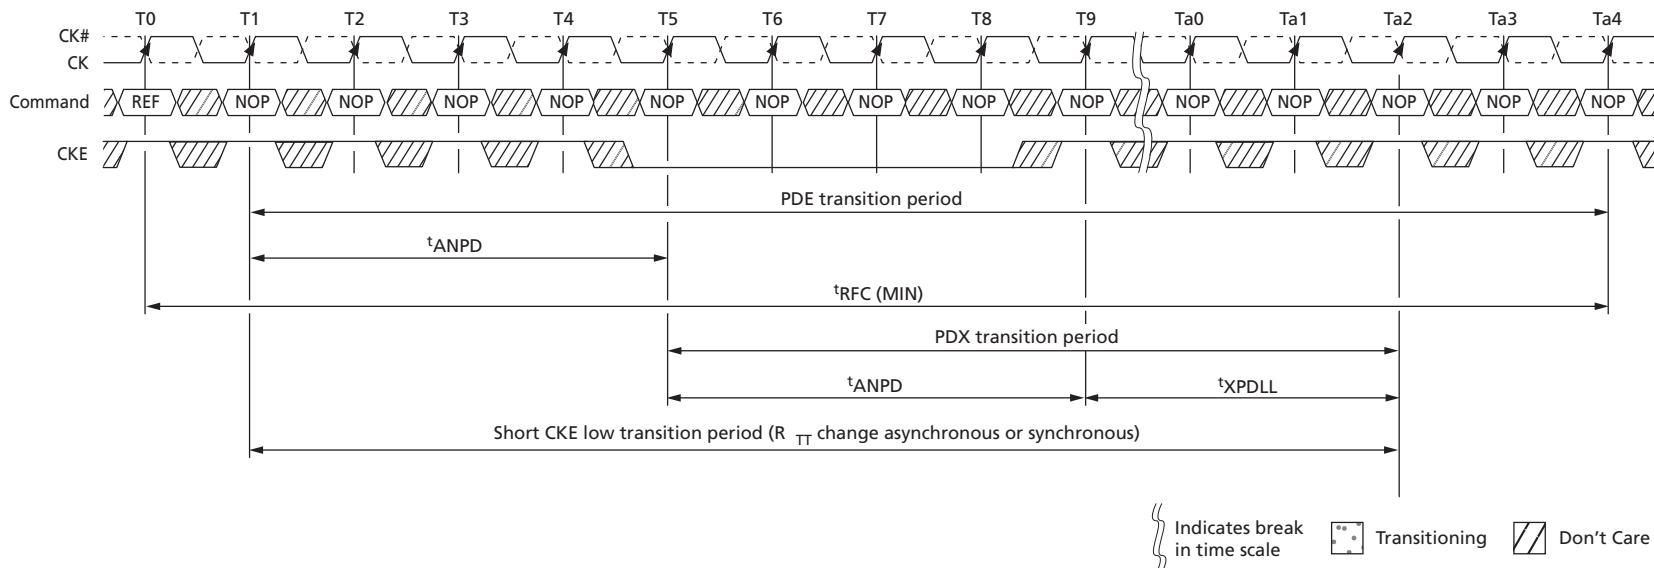 T0 T1 T2 T3 T4 T5 T6 T7 T8 T9 Ta0 Ta1 Ta2 Ta3 Ta4
CK#
CK
Command REF NOP NOP NOP NOP NOP NOP NOP NOP NOP NOP NOP NOP NOP NOP
CKE
PDE transition period
tANPD
tRFC (MIN)
PDX transition period
tANPD tXPDLL
Short CKE low transition period (R TT change asynchronous or synchronous)
Indicates break
in time scale
Transitioning
Don't Care